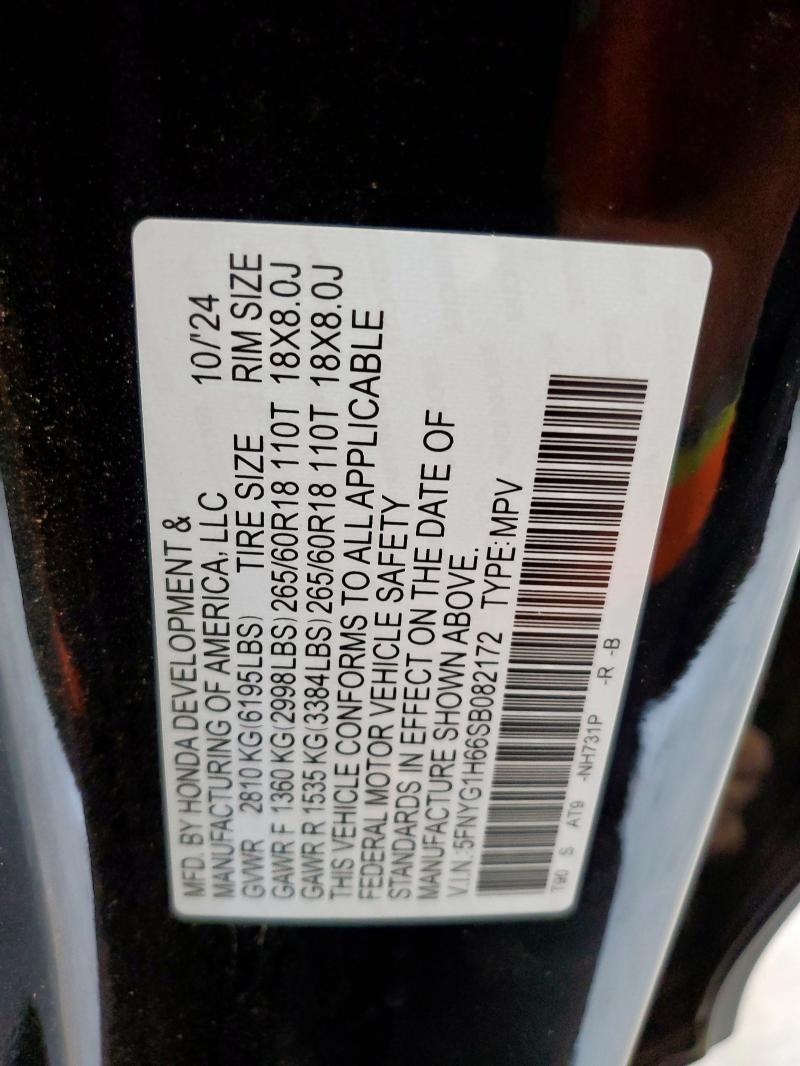 MFD. BY HONDA DEVELOPMENT &
MANUFACTURING OF AMERICA, LLC 10/'24
GVWR 2810 KG(6195LBS) TIRE SIZE RIM SIZE
GAWR F 1360 KG(2998LBS) 265/60R18 110T 18X8.0J
GAWR R 1535 KG(3384LBS) 265/60R18 110T 18X8.0J
THIS VEHICLE CONFORMS TO ALL APPLICABLE
FEDERAL MOTOR VEHICLE SAFETY
STANDARDS IN EFFECT ON THE DATE OF
MANUFACTURE SHOWN ABOVE.
V.I.N.:5FNYG1H66SB082172 TYPE:MPV
T90 S AT9 -NH731P -R -B